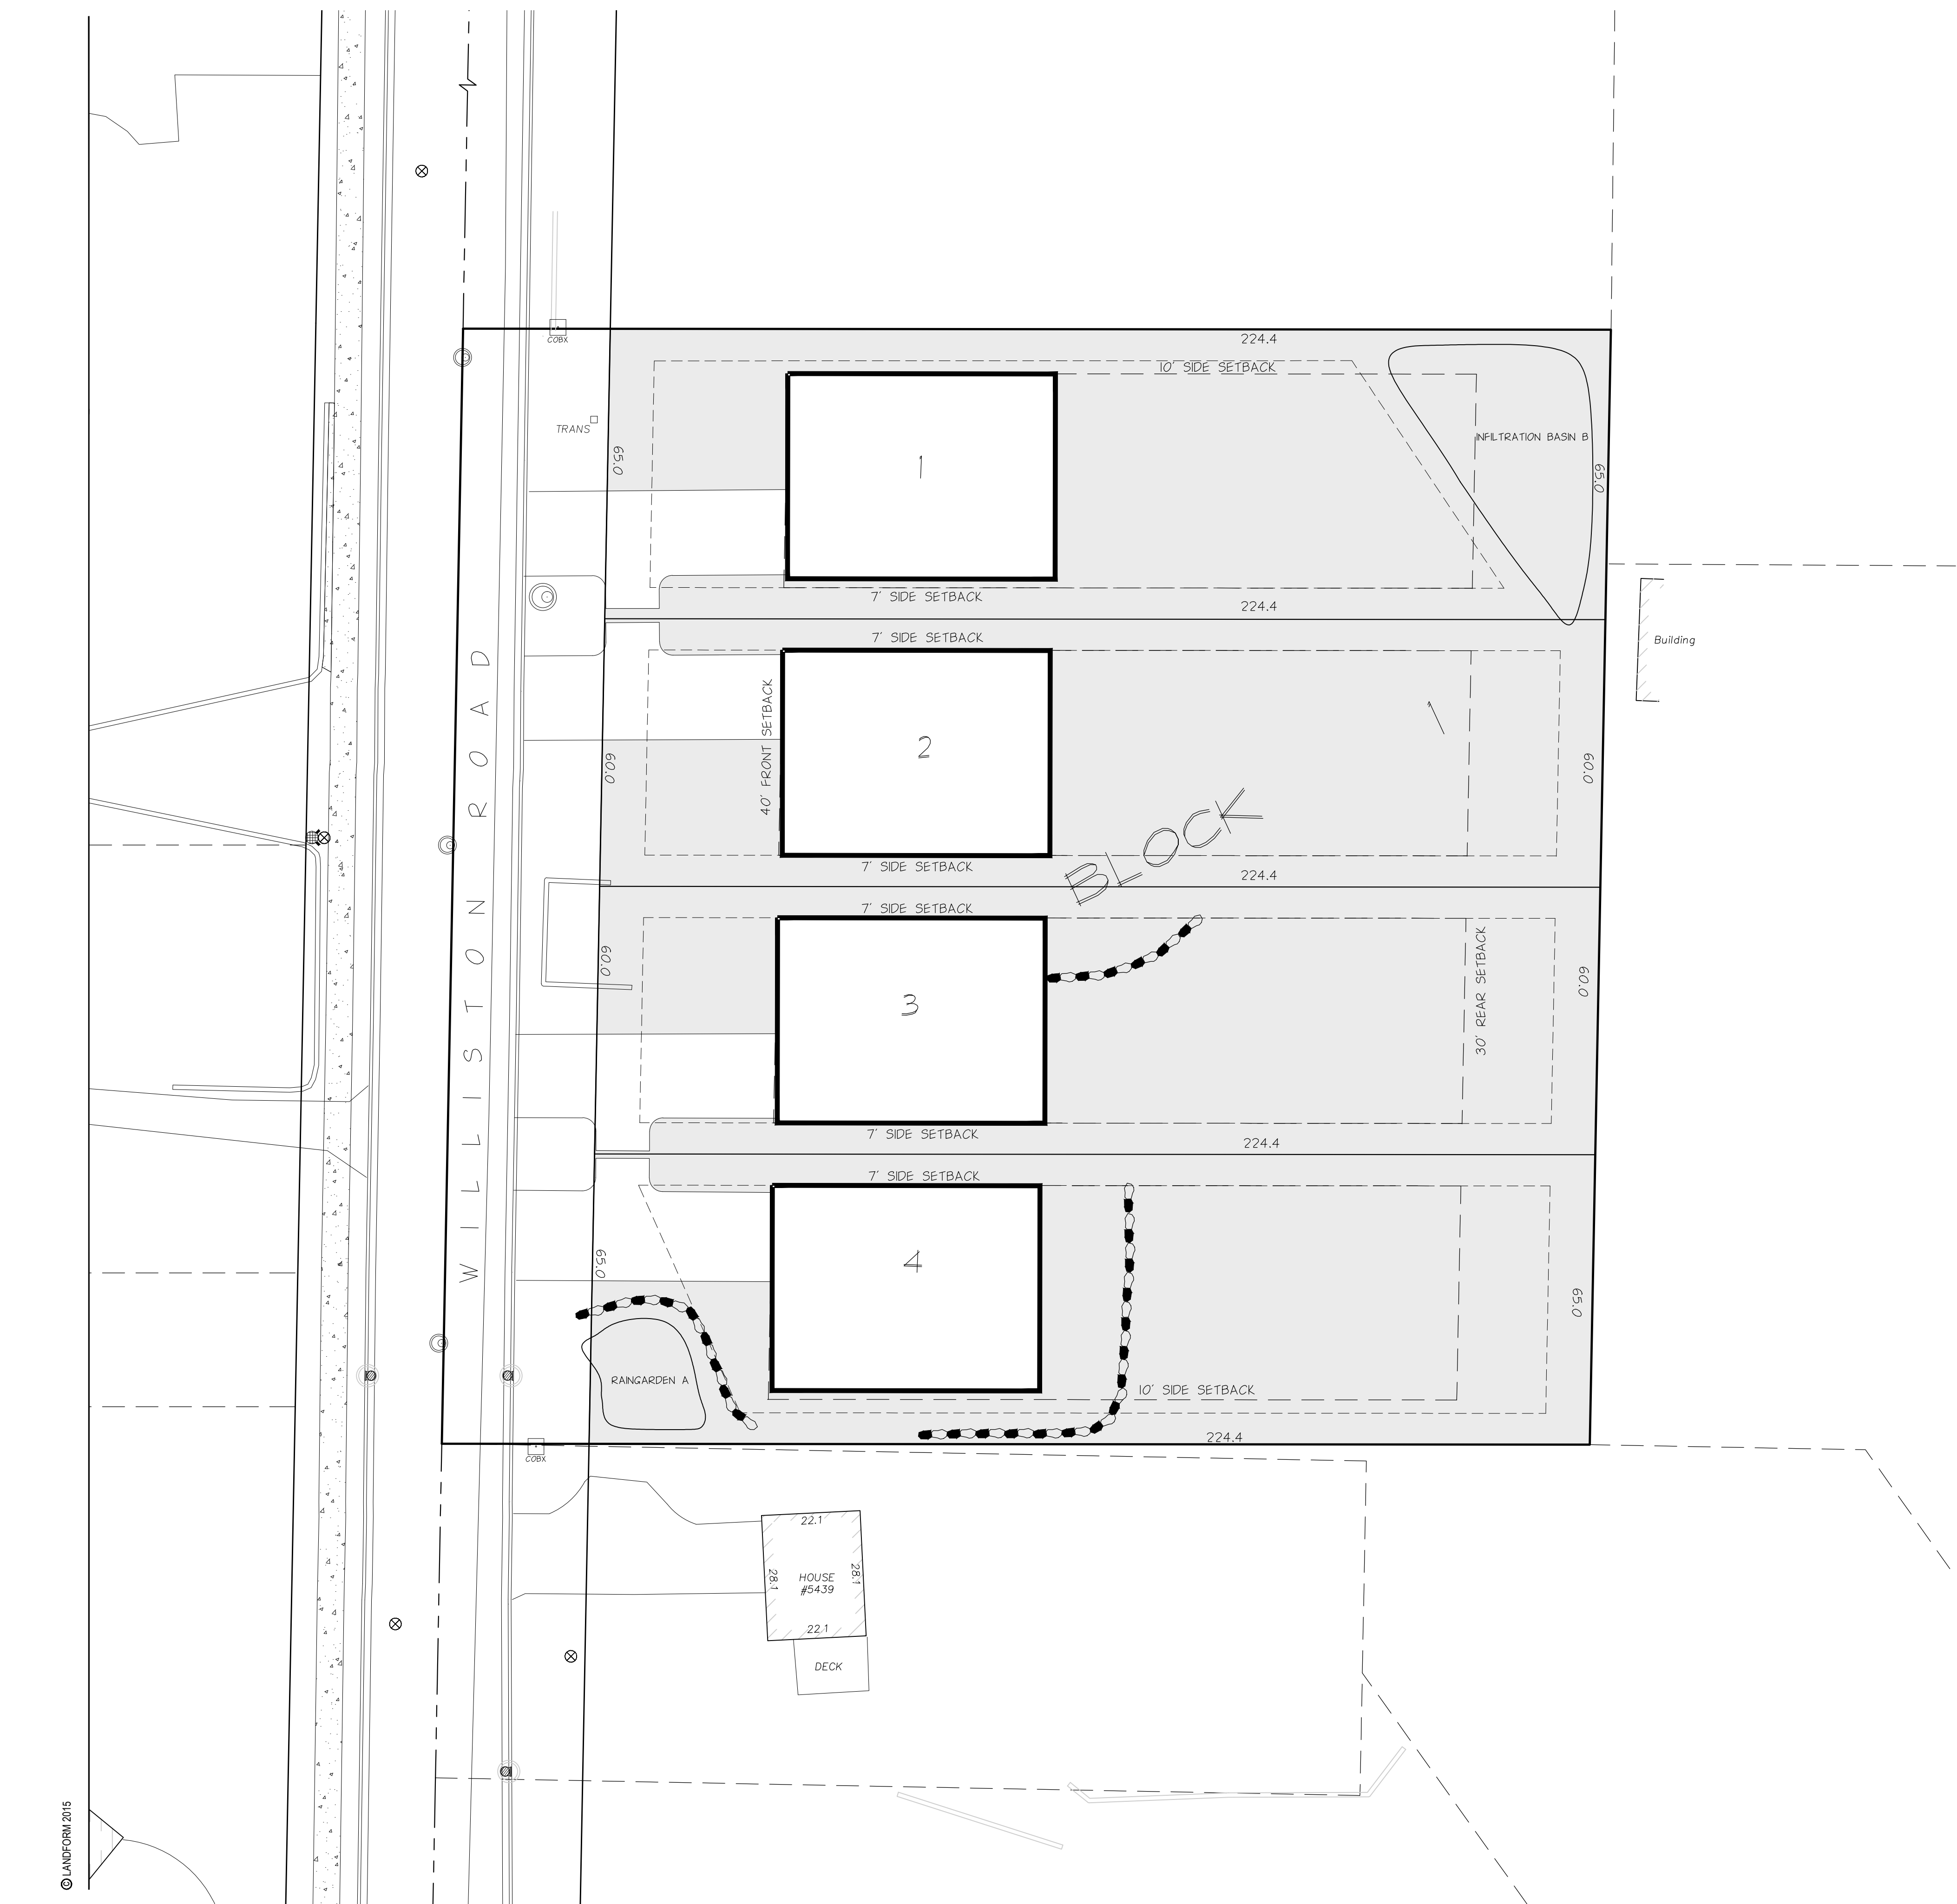 COBX
224.4
10' SIDE SETBACK
TRANS
65.0
1
INFILTRATION BASIN B
65.0
7' SIDE SETBACK
224.4
7' SIDE SETBACK
Building
WILLISTON ROAD
40' FRONT SETBACK
60.0
2
1
60.0
BLOCK
7' SIDE SETBACK
224.4
7' SIDE SETBACK
60.0
3
30' REAR SETBACK
60.0
7' SIDE SETBACK
224.4
7' SIDE SETBACK
65.0
4
65.0
RAINGARDEN A
10' SIDE SETBACK
224.4
COBX
22.1
28.1
HOUSE
#5439
28.1
22.1
DECK
© LANDFORM 2015